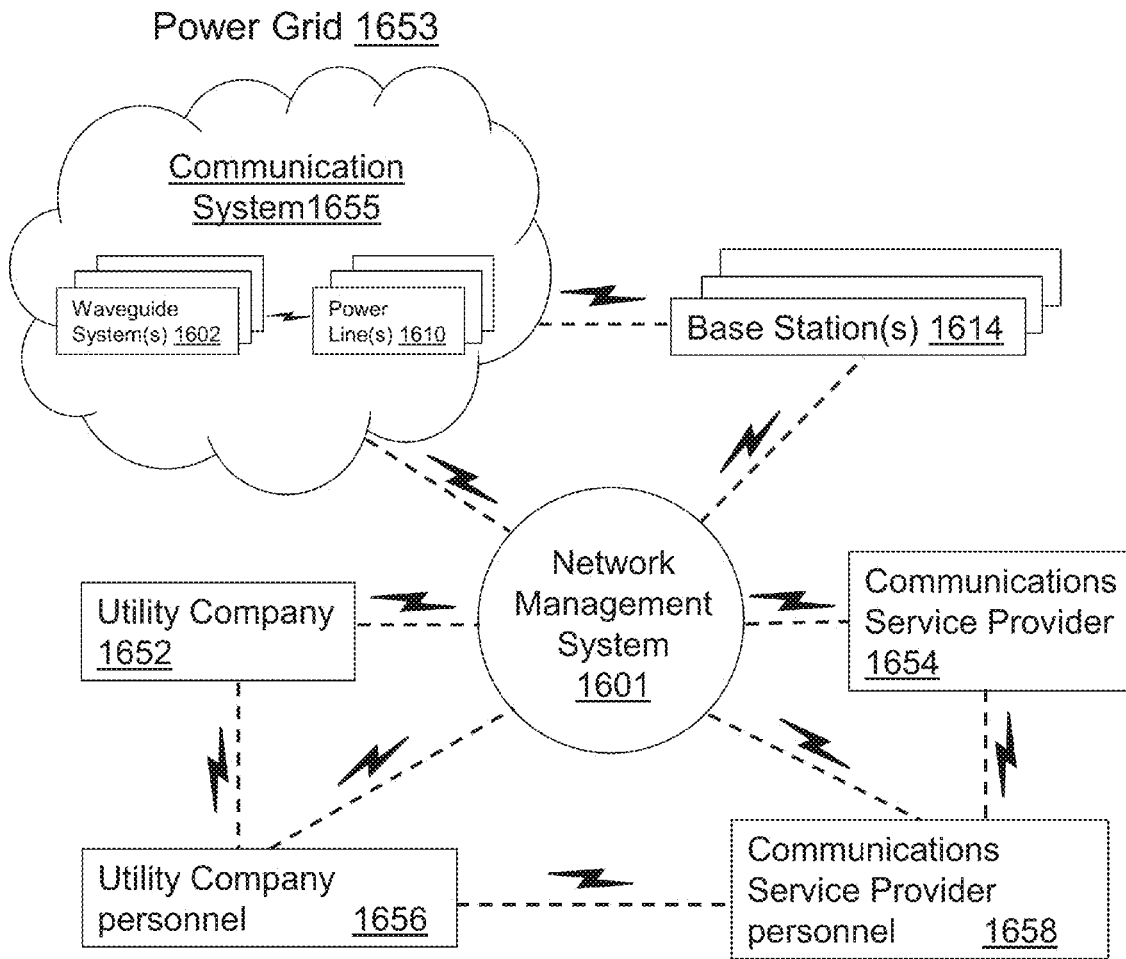 Power Grid 1653
Communication
System1655
Waveguide
System(s) 1602
Power
Line(s) 1610
Base Station(s) 1614
Network
Management
System
1601
Utility Company
1652
Communications
Service Provider
1654
Utility Company
personnel 1656
Communications
Service Provider
personnel 1658